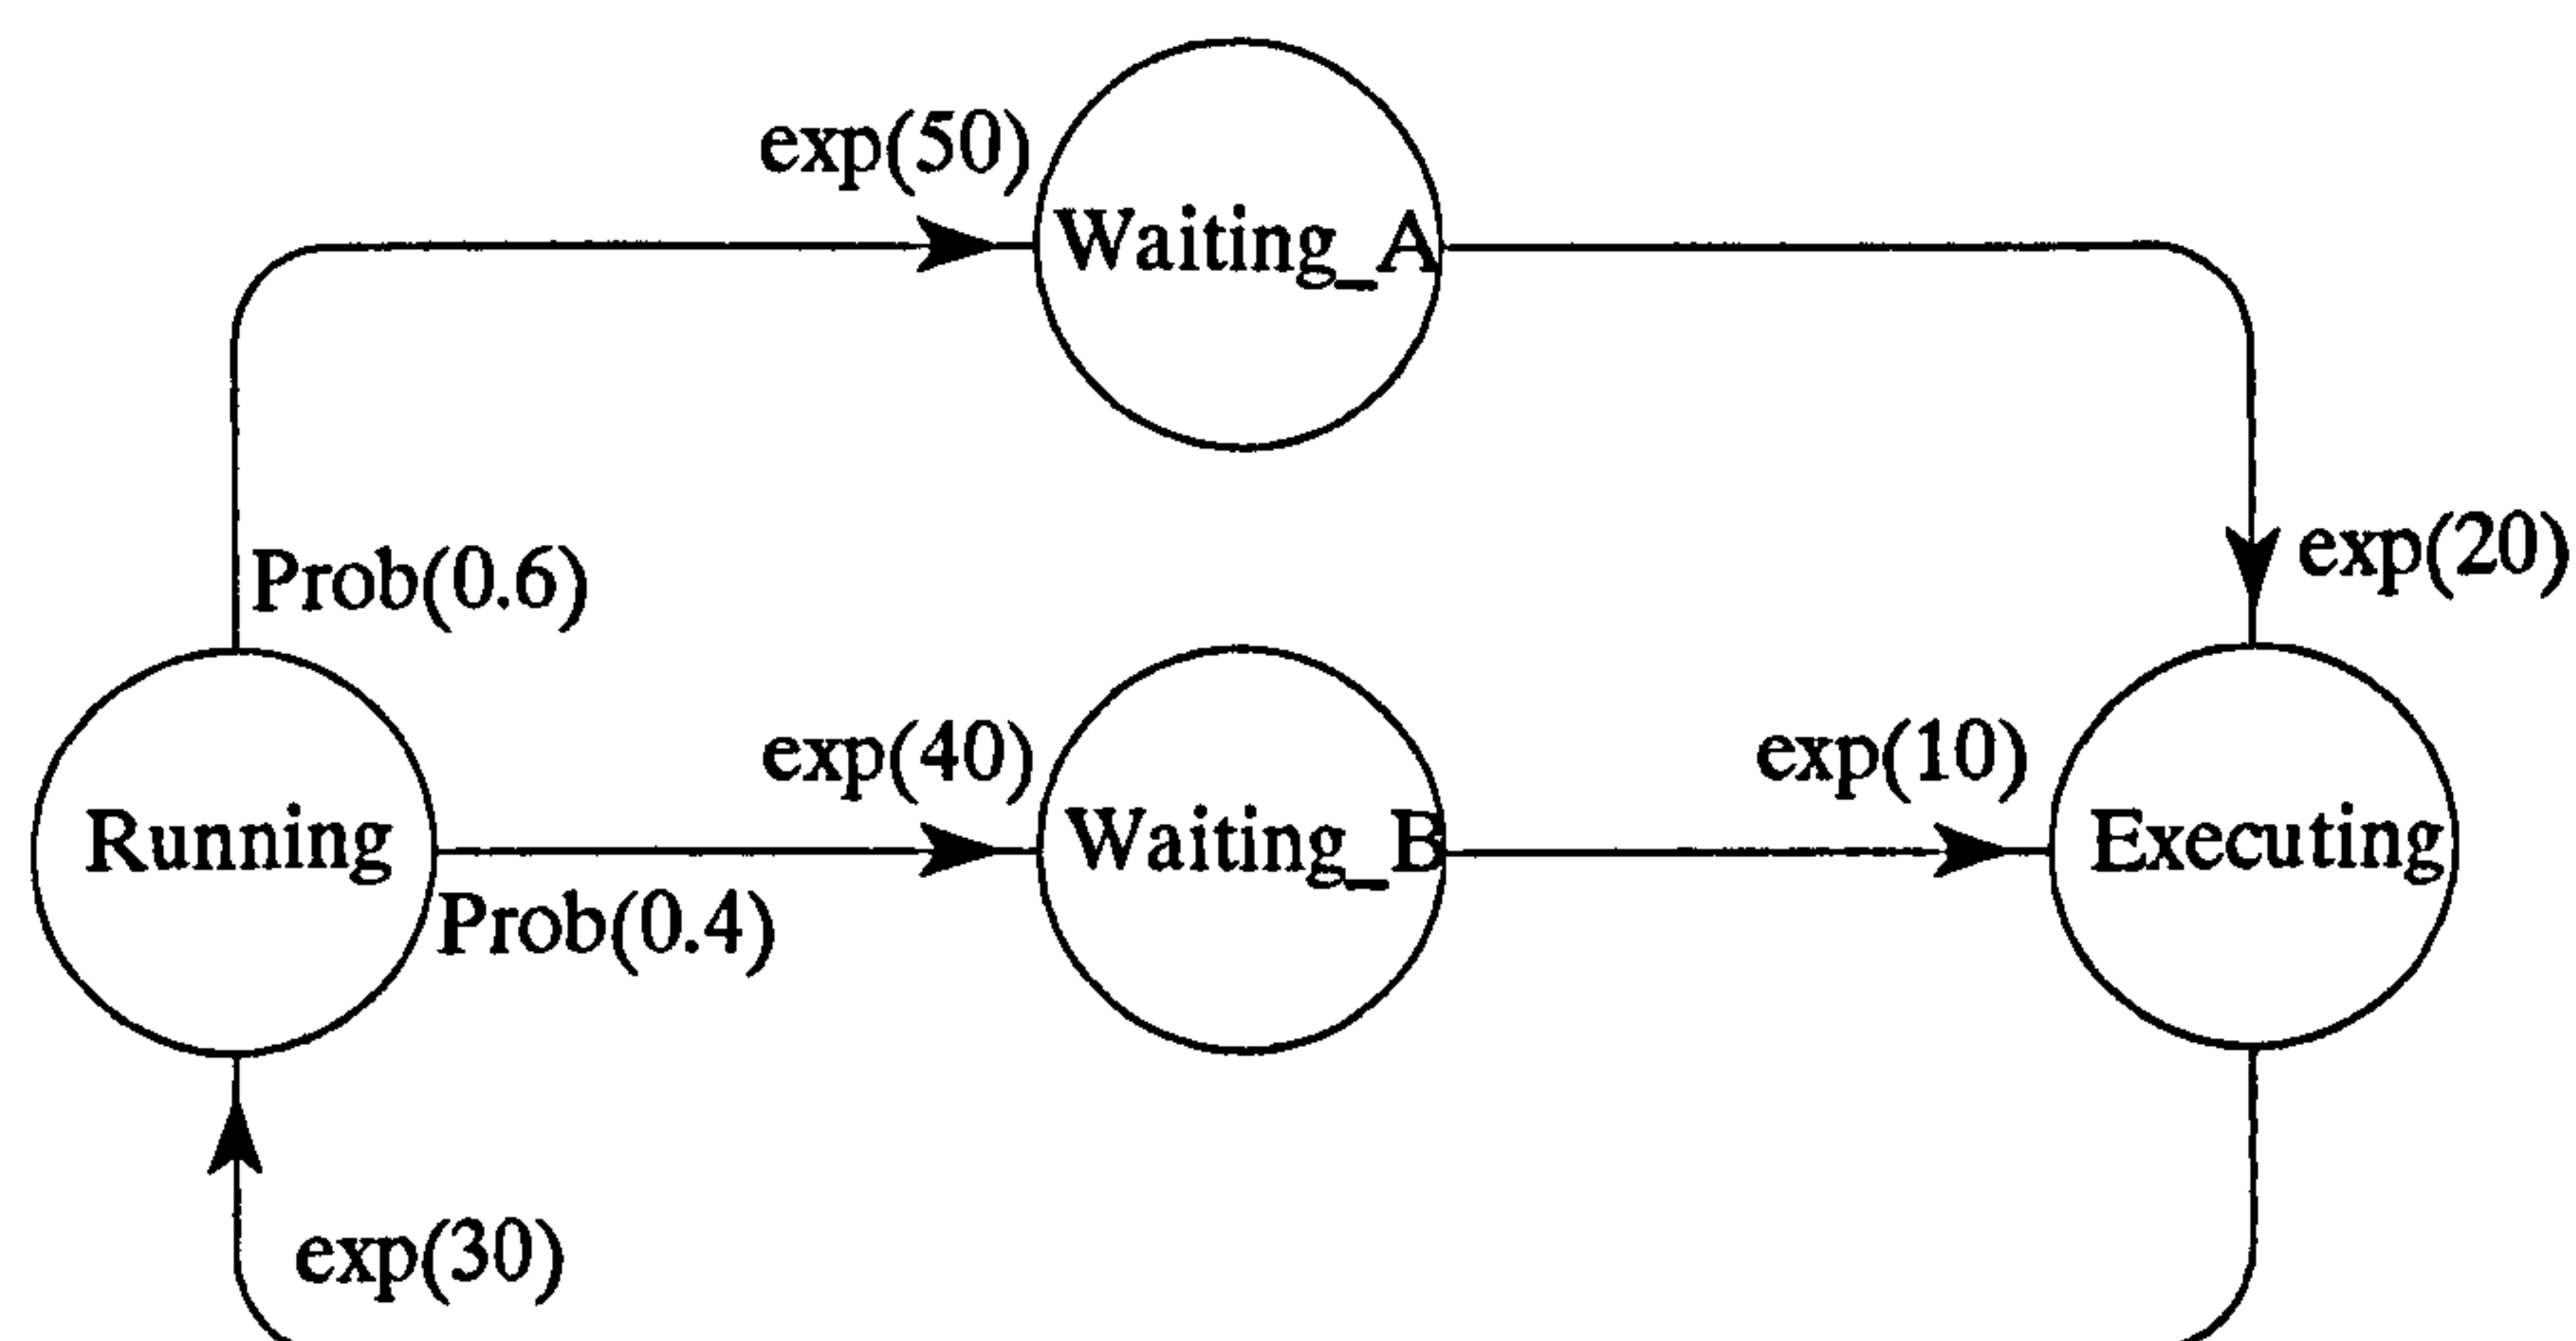 exp(50)
Waiting_A
Prob(0.6)
exp(20)
exp(40)
exp(10)
Running
Waiting_B
Executing
Prob(0.4)
exp(30)